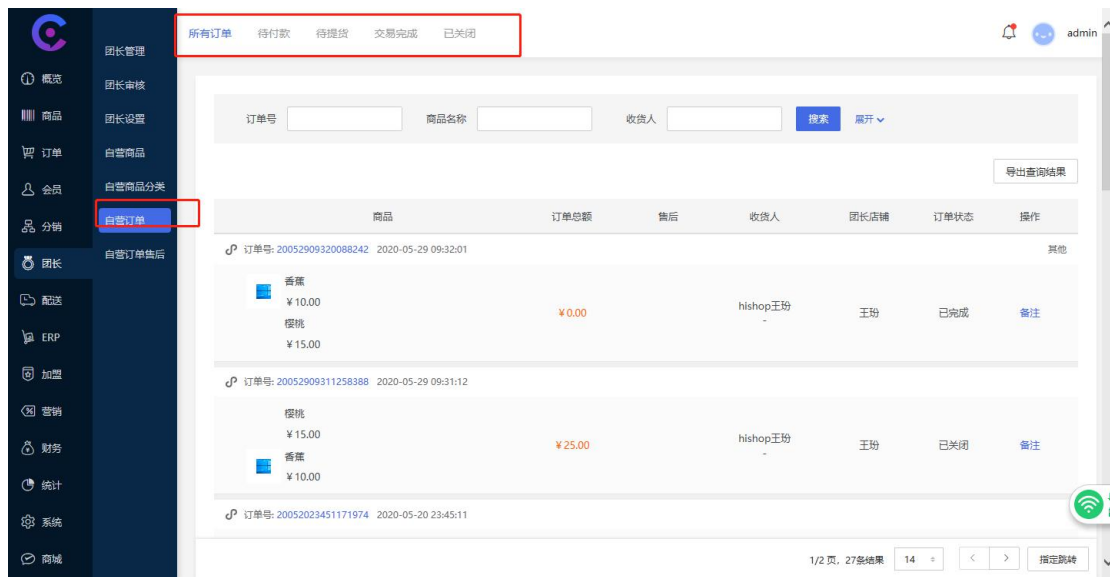 所有订单 待付款 待提货 交易完成 已关闭
admin
概览
商品
订单
会员
分销
团长
配送
ERP
加盟
营销
财务
统计
系统
商城
团长管理
团长审核
团长设置
自营商品
自营商品分类
自营订单
自营订单售后
订单号 商品名称 收货人 搜索 展开
导出查询结果
商品 订单总额 售后 收货人 团长店铺 订单状态 操作
订单号: 20052909320088242 2020-05-29 09:32:01 其他
香蕉
¥10.00
樱桃
¥15.00
¥0.00
hishop王玢
-
王玢
已完成
备注
订单号: 20052909311258388 2020-05-29 09:31:12
樱桃
¥15.00
香蕉
¥10.00
¥25.00
hishop王玢
-
王玢
已关闭
备注
订单号: 20052023451171974 2020-05-20 23:45:11
1/2 页, 27条结果 14 指定跳转